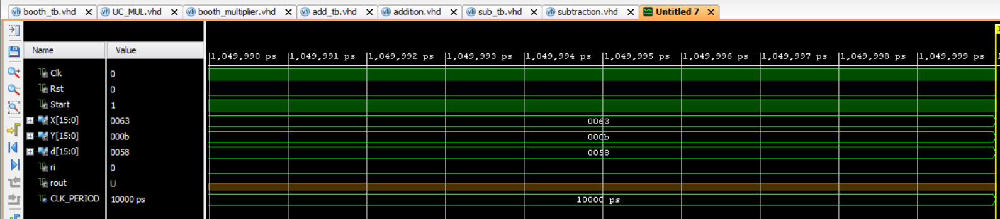 booth_tb.vhd UC_MUL.vhd booth_multiplier.vhd add_tb.vhd addition.vhd sub_tb.vhd subtraction.vhd Untitled 7
Name Value
1,049,990 ps 1,049,991 ps 1,049,992 ps 1,049,993 ps 1,049,994 ps 1,049,995 ps 1,049,996 ps 1,049,997 ps 1,049,998 ps 1,049,999 ps
Clk 0
Rst 0
Start 1
X[15:0] 0063 0063
Y[15:0] 000b 000b
d[15:0] 0058 0058
ri 0
rout U
CLK_PERIOD 10000 ps 10000 ps